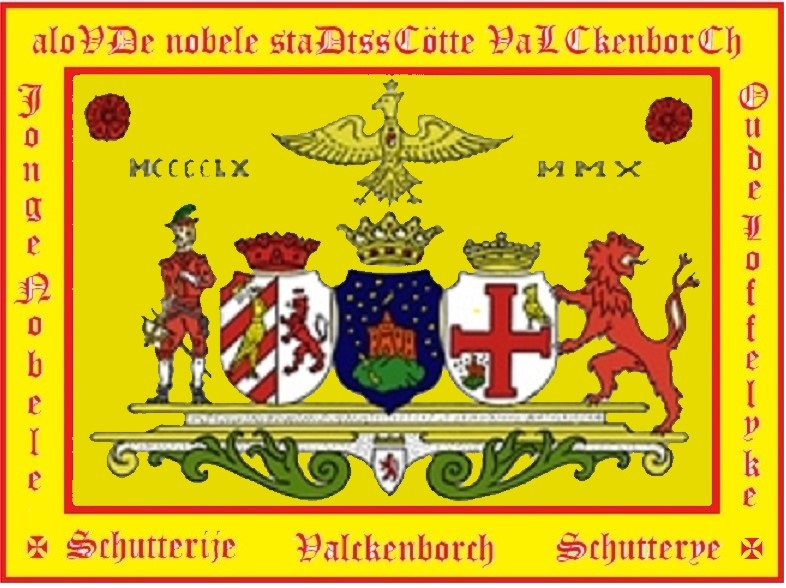 aloVDe nobele staDtssCötte VaLCkenborCh
Jonge Nobele
Oude Loffelyke
MCCCCLX
MMX
Schutterije Valckenborch Schutterye